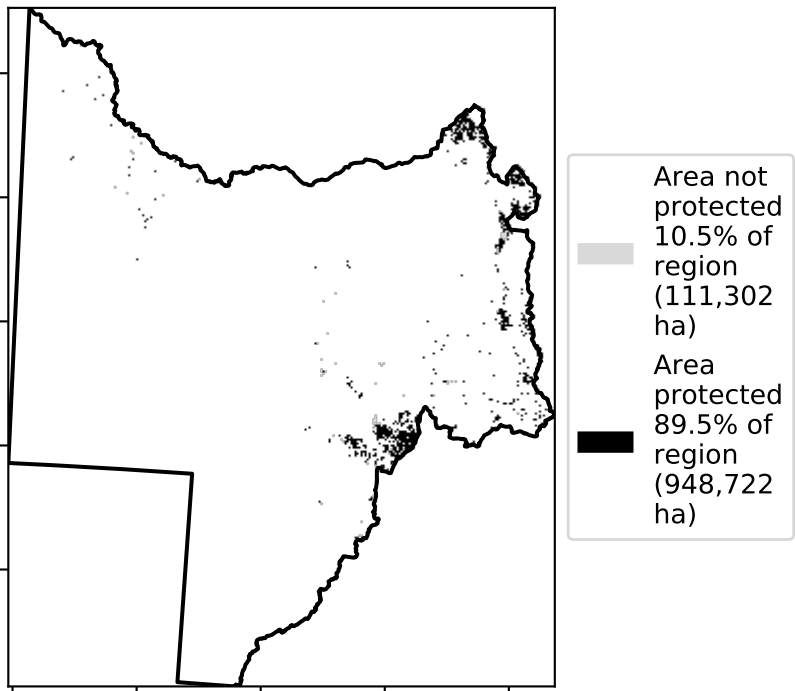 Area not
protected
10.5% of
region
(111,302
ha)
Area
protected
89.5% of
region
(948,722
ha)